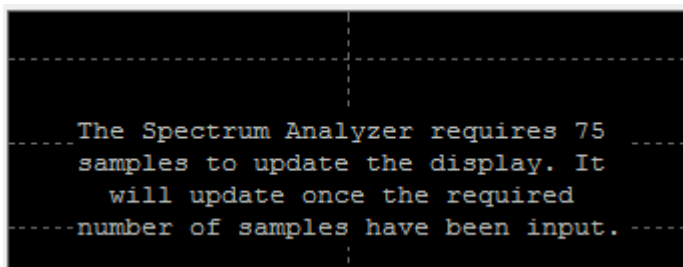 The Spectrum Analyzer requires 75
samples to update the display. It
will update once the required
number of samples have been input.